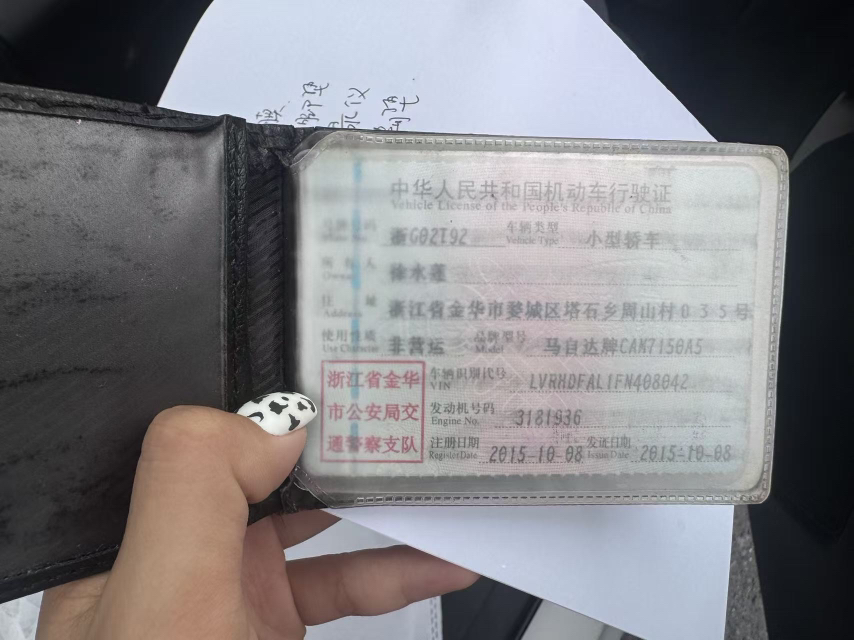 中华人民共和国机动车行驶证
Vehicle License of the People's Republic of China
浙G02T92 车辆类型 Vehicle Type 小型轿车
人 Owner 徐水莲
住 址 Address 浙江省金华市婺城区塔石乡周山村035号
使用性质 Use Character 非营运 品牌型号 Model 马自达牌CAM7150A5
浙江省金华 车辆识别代号 VIN LVRHDFAL1FN408042
市公安局交 发动机号码 Engine No. 3181936
通警察支队 注册日期 Register Date 2015-10-08 发证日期 Issue Date 2015-10-08